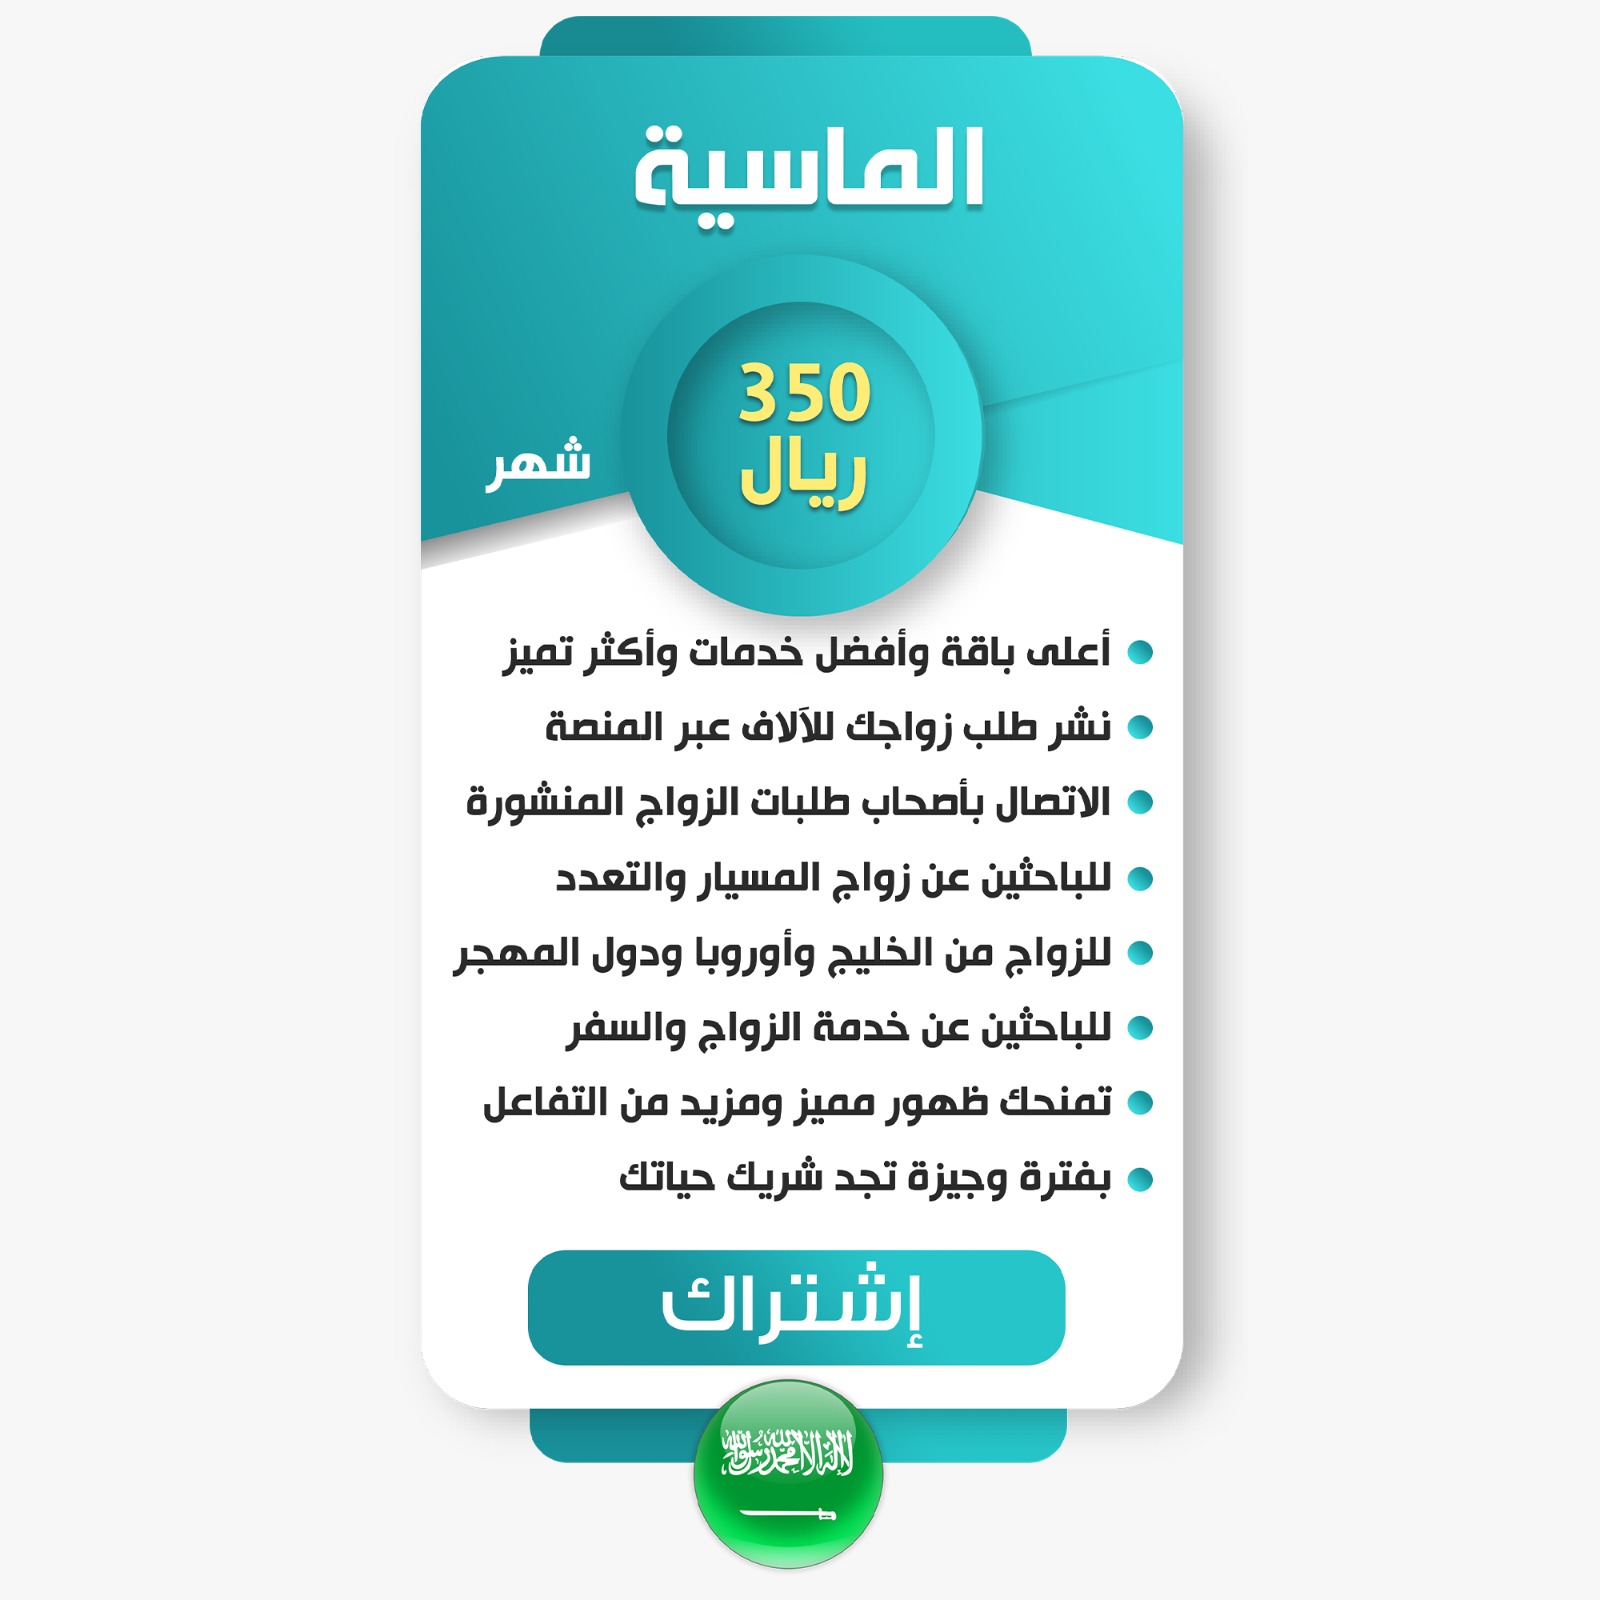 الماسية
350
ريال
شهر
أعلى باقة وأفضل خدمات وأكثر تميز
نشر طلب زواجك للآلاف عبر المنصة
الاتصال بأصحاب طلبات الزواج المنشورة
للباحثين عن زواج المسيار والتعدد
للزواج من الخليج وأوروبا ودول المهجر
للباحثين عن خدمة الزواج والسفر
تمنحك ظهور مميز ومزيد من التفاعل
بفترة وجيزة تجد شريك حياتك
إشتراك
لا إله إلا الله محمد رسول الله